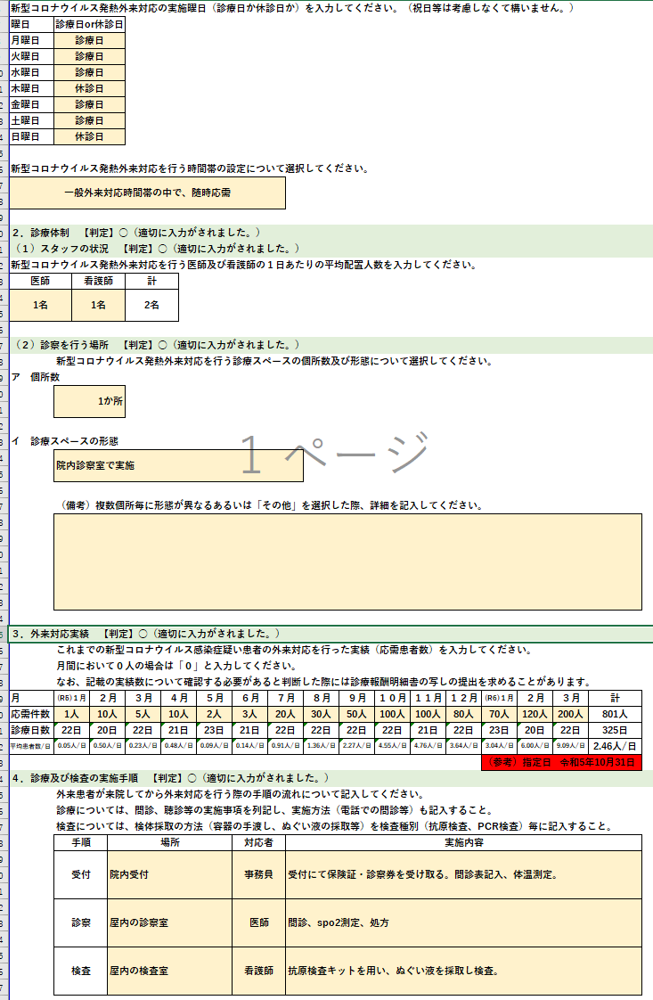 新型コロナウイルス発熱外来対応の実施曜日（診療日か休診日か）を入力してください。（祝日等は考慮しなくて構いません。）
曜日 診療日or休診日
月曜日 診療日
火曜日 診療日
水曜日 診療日
木曜日 休診日
金曜日 診療日
土曜日 診療日
日曜日 休診日
新型コロナウイルス発熱外来対応を行う時間帯の設定について選択してください。
一般外来対応時間帯の中で、随時応需
２．診療体制　【判定】〇（適切に入力がされました。）
（１）スタッフの状況　【判定】〇（適切に入力がされました。）
新型コロナウイルス発熱外来対応を行う医師及び看護師の１日あたりの平均配置人数を入力してください。
医師 看護師 計
1名 1名 2名
（２）診察を行う場所　【判定】〇（適切に入力がされました。）
新型コロナウイルス発熱外来対応を行う診療スペースの個所数及び形態について選択してください。
ア　個所数
1か所
イ　診療スペースの形態
1 ページ
院内診察室で実施
（備考）複数個所毎に形態が異なるあるいは「その他」を選択した際、詳細を記入してください。
３．外来対応実績　【判定】〇（適切に入力がされました。）
これまでの新型コロナウイルス感染症疑い患者の外来対応を行った実績（応需患者数）を入力してください。
月間において０人の場合は「０」と入力してください。
なお、記載の実績数について確認する必要があると判断した際には診療報酬明細書の写しの提出を求めることがあります。
月 (R6)１月 ２月 ３月 ４月 ５月 ６月 ７月 ８月 ９月 １０月 １１月 １２月 (R6)１月 ２月 ３月 計
応需件数 1人 10人 5人 10人 2人 3人 20人 30人 50人 100人 100人 80人 70人 120人 200人 801人
診療日数 22日 20日 22日 21日 23日 21日 22日 22日 22日 22日 21日 22日 23日 20日 22日 325日
平均患者数/日 0.05人/日 0.50人/日 0.23人/日 0.48人/日 0.09人/日 0.14人/日 0.91人/日 1.36人/日 2.27人/日 4.55人/日 4.76人/日 3.64人/日 3.04人/日 6.00人/日 9.09人/日 2.46人/日
（参考）指定日　令和5年10月31日
４．診療及び検査の実施手順　【判定】〇（適切に入力がされました。）
外来患者が来院してから外来対応を行う際の手順の流れについて記入してください。
診療については、問診、聴診等の実施事項を列記し、実施方法（電話での問診等）も記入すること。
検査については、検体採取の方法（容器の手渡し、ぬぐい液の採取等）を検査種別（抗原検査、PCR検査）毎に記入すること。
手順 場所 対応者 実施内容
受付 院内受付 事務員 受付にて保険証・診察券を受け取る。問診表記入、体温測定。
診察 屋内の診察室 医師 問診、spo2測定、処方
検査 屋内の検査室 看護師 抗原検査キットを用い、ぬぐい液を採取し検査。